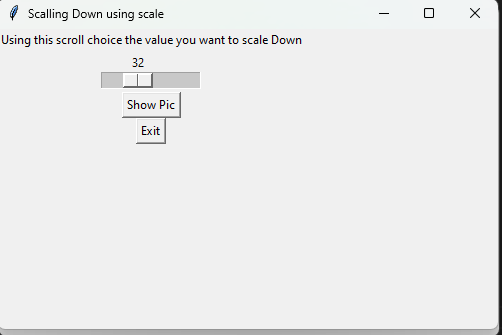 Scalling Down using scale
Using this scroll choice the value you want to scale Down
32
Show Pic
Exit